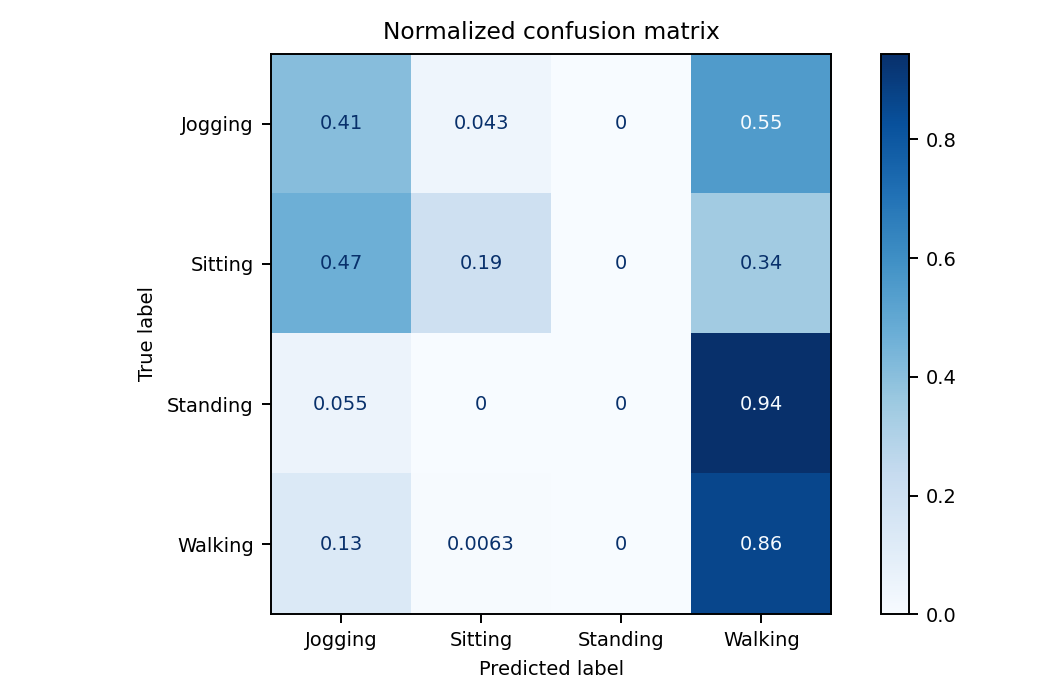 Normalized confusion matrix
True label
Jogging 0.41 0.043 0 0.55
Sitting 0.47 0.19 0 0.34
Standing 0.055 0 0 0.94
Walking 0.13 0.0063 0 0.86
Jogging Sitting Standing Walking
Predicted label
0.8
0.6
0.4
0.2
0.0